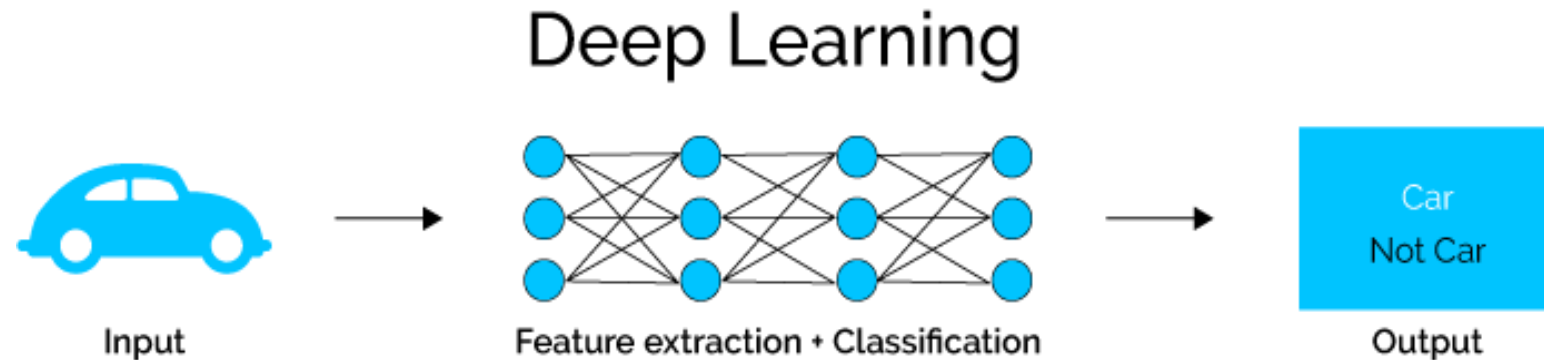 Deep Learning
Car
Not Car
Input
Feature extraction + Classification
Output